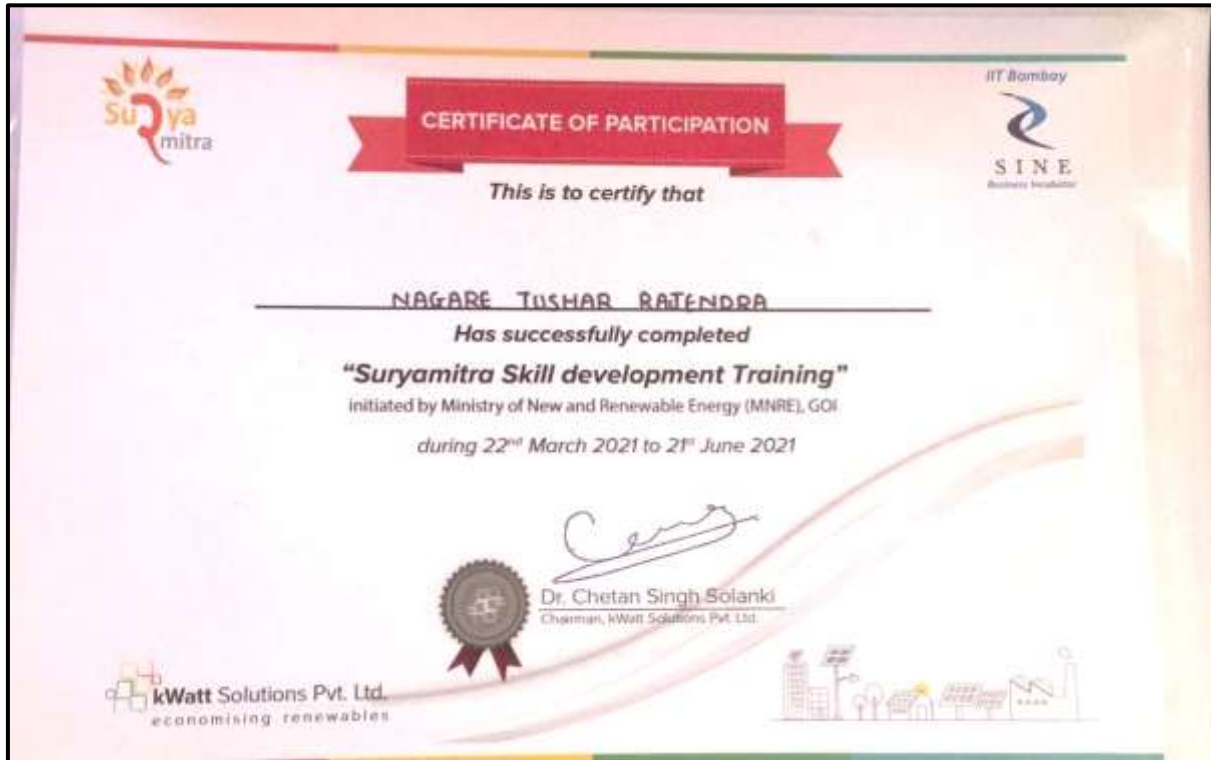 Surya
mitra
CERTIFICATE OF PARTICIPATION
IIT Bombay
SINE
Business Incubator
This is to certify that
NAGARE TUSHAR RAJENDRA
Has successfully completed
“Suryamitra Skill development Training”
initiated by Ministry of New and Renewable Energy (MNRE), GOI
during 22nd March 2021 to 21st June 2021
Dr. Chetan Singh Solanki
Chairman, kWatt Solutions Pvt. Ltd.
kWatt Solutions Pvt. Ltd.
economising renewables